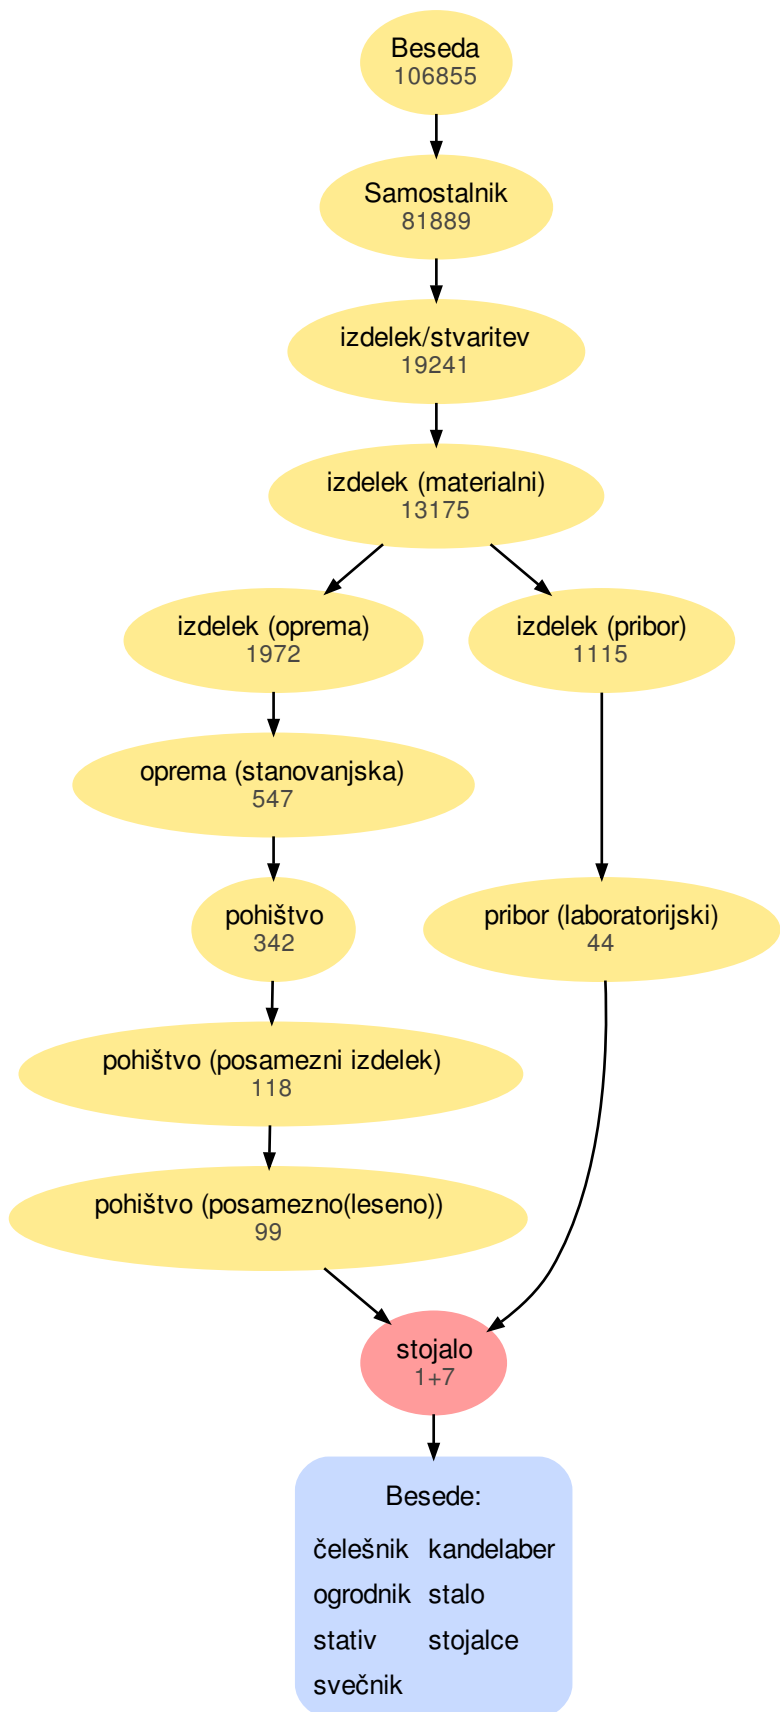 Beseda
106855
Samostalnik
81889
izdelek/stvaritev
19241
izdelek (materialni)
13175
izdelek (oprema)
1972
izdelek (pribor)
1115
oprema (stanovanjska)
547
pohištvo
342
pribor (laboratorijski)
44
pohištvo (posamezni izdelek)
118
pohištvo (posamezno(leseno))
99
stojalo
1+7
Besede:
čelešnik kandelaber
ogrodnik stalo
stativ stojalce
svečnik